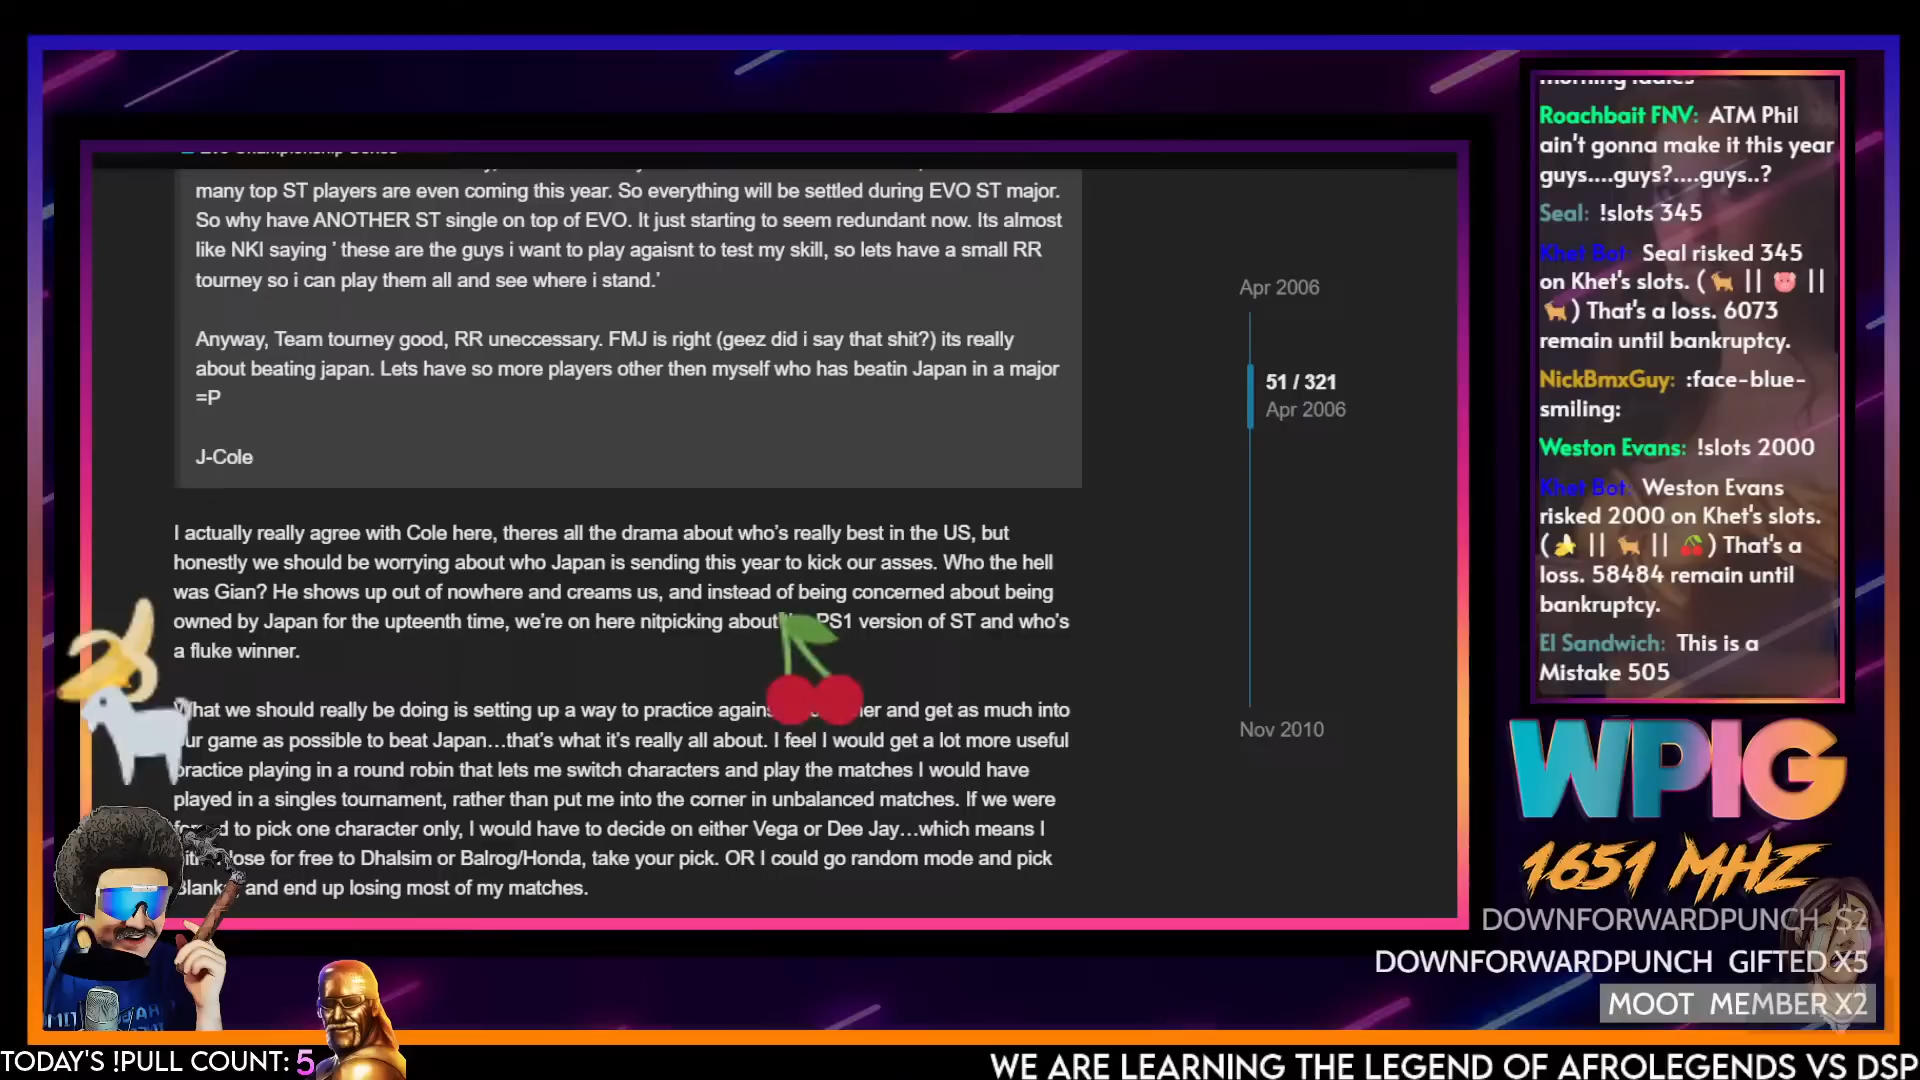 many top ST players are even coming this year. So everything will be settled during EVO ST major.
So why have ANOTHER ST single on top of EVO. It just starting to seem redundant now. Its almost
like NKI saying ' these are the guys i want to play agaisnt to test my skill, so lets have a small RR
tourney so i can play them all and see where i stand.'
Anyway, Team tourney good, RR uneccessary. FMJ is right (geez did i say that shit?) its really
about beating japan. Lets have so more players other then myself who has beatin Japan in a major
=P
J-Cole
I actually really agree with Cole here, theres all the drama about who's really best in the US, but
honestly we should be worrying about who Japan is sending this year to kick our asses. Who the hell
was Gian? He shows up out of nowhere and creams us, and instead of being concerned about being
owned by Japan for the upteenth time, we're on here nitpicking about PS1 version of ST and who's
a fluke winner.
What we should really be doing is setting up a way to practice and get as much into
game as possible to beat Japan...that's what it's really all about. I feel I would get a lot more useful
practice playing in a round robin that lets me switch characters and play the matches I would have
played in a singles tournament, rather than put me into the corner in unbalanced matches. If we were
to pick one character only, I would have to decide on either Vega or Dee Jay...which means I
lose for free to Dhalsim or Balrog/Honda, take your pick. OR I could go random mode and pick
and end up losing most of my matches.
Apr 2006
51 / 321
Apr 2006
Nov 2010
morning ladies
Roachbait FNV: ATM Phil
ain't gonna make it this year
guys....guys?....guys..?
Seal: !slots 345
Khet Bot: Seal risked 345
on Khet's slots. ( || ||
) That's a loss. 6073
remain until bankruptcy.
NickBmxGuy: :face-blue-
smiling:
Weston Evans: !slots 2000
Khet Bot: Weston Evans
risked 2000 on Khet's slots.
( || || ) That's a
loss. 58484 remain until
bankruptcy.
El Sandwich: This is a
Mistake 505
WPIG
1651 MHZ
DOWNFORWARDPUNCH $2
DOWNFORWARDPUNCH GIFTED X5
MOOT MEMBER X2
TODAY'S !PULL COUNT: 5
WE ARE LEARNING THE LEGEND OF AFROLEGENDS VS DSP